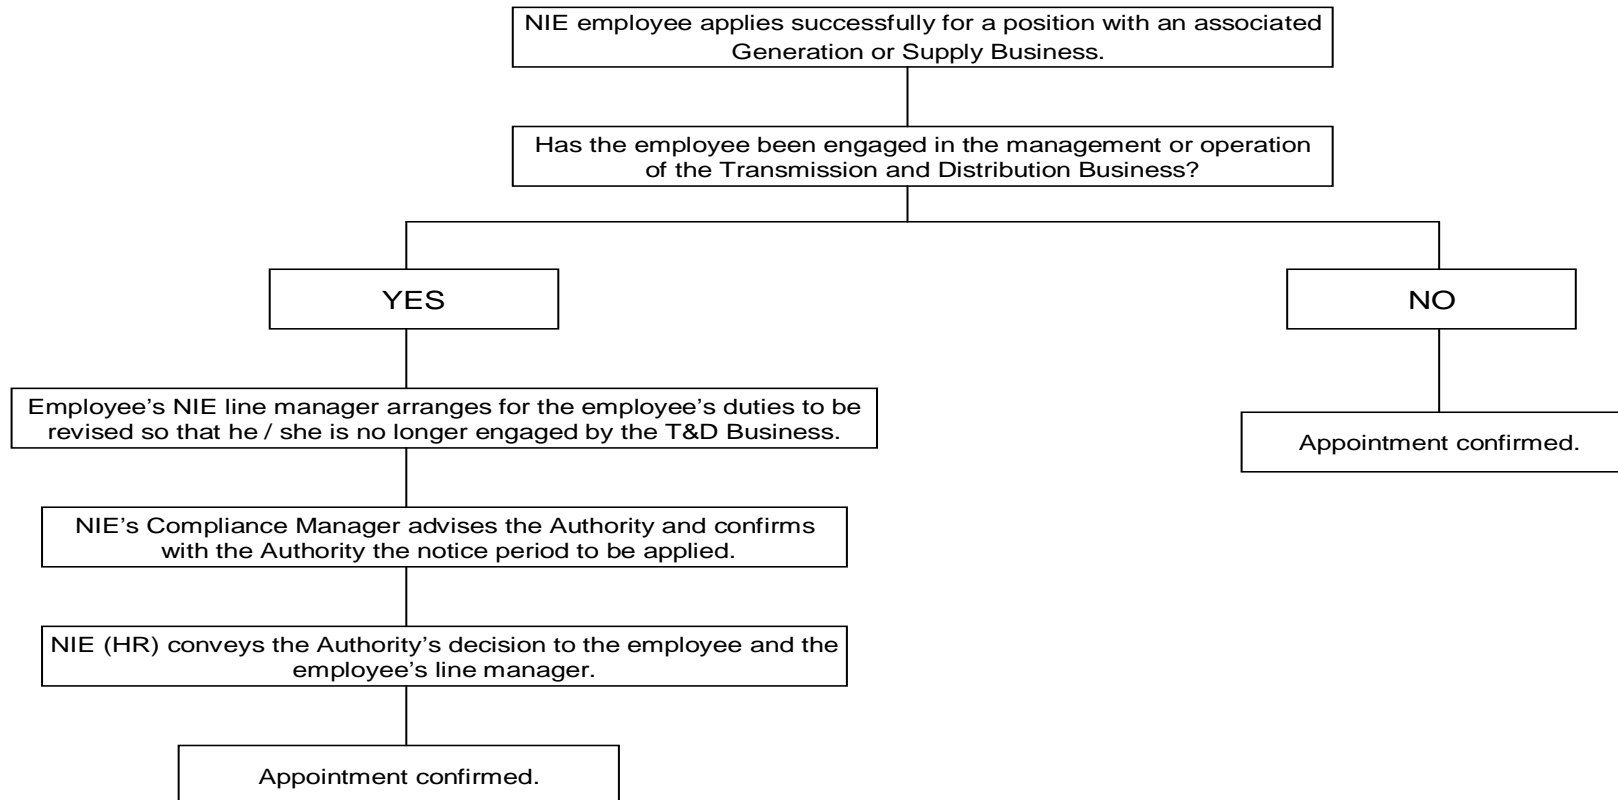 NIE employee applies successfully for a position with an associated
Generation or Supply Business.
Has the employee been engaged in the management or operation
of the Transmission and Distribution Business?
YES
NO
Employee’s NIE line manager arranges for the employee’s duties to be
revised so that he / she is no longer engaged by the T&D Business.
Appointment confirmed.
NIE’s Compliance Manager advises the Authority and confirms
with the Authority the notice period to be applied.
NIE (HR) conveys the Authority’s decision to the employee and the
employee’s line manager.
Appointment confirmed.